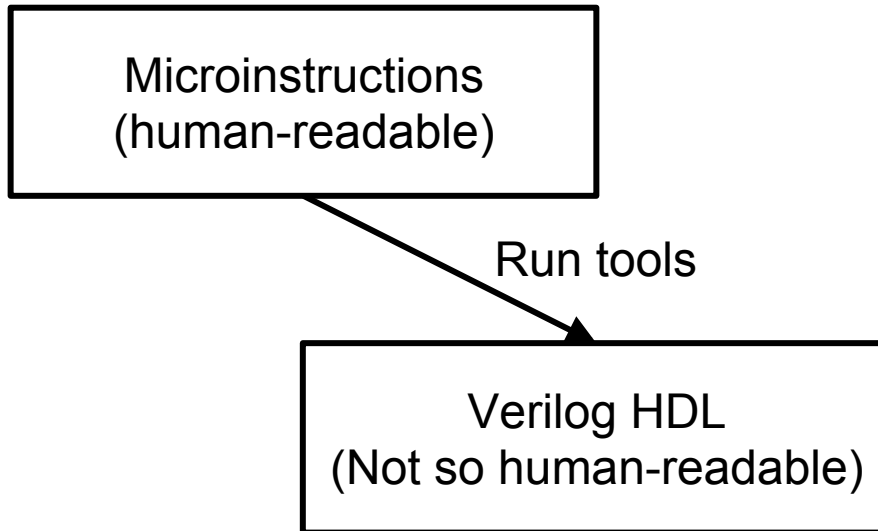 Microinstructions
(human-readable)
Run tools
Verilog HDL
(Not so human-readable)